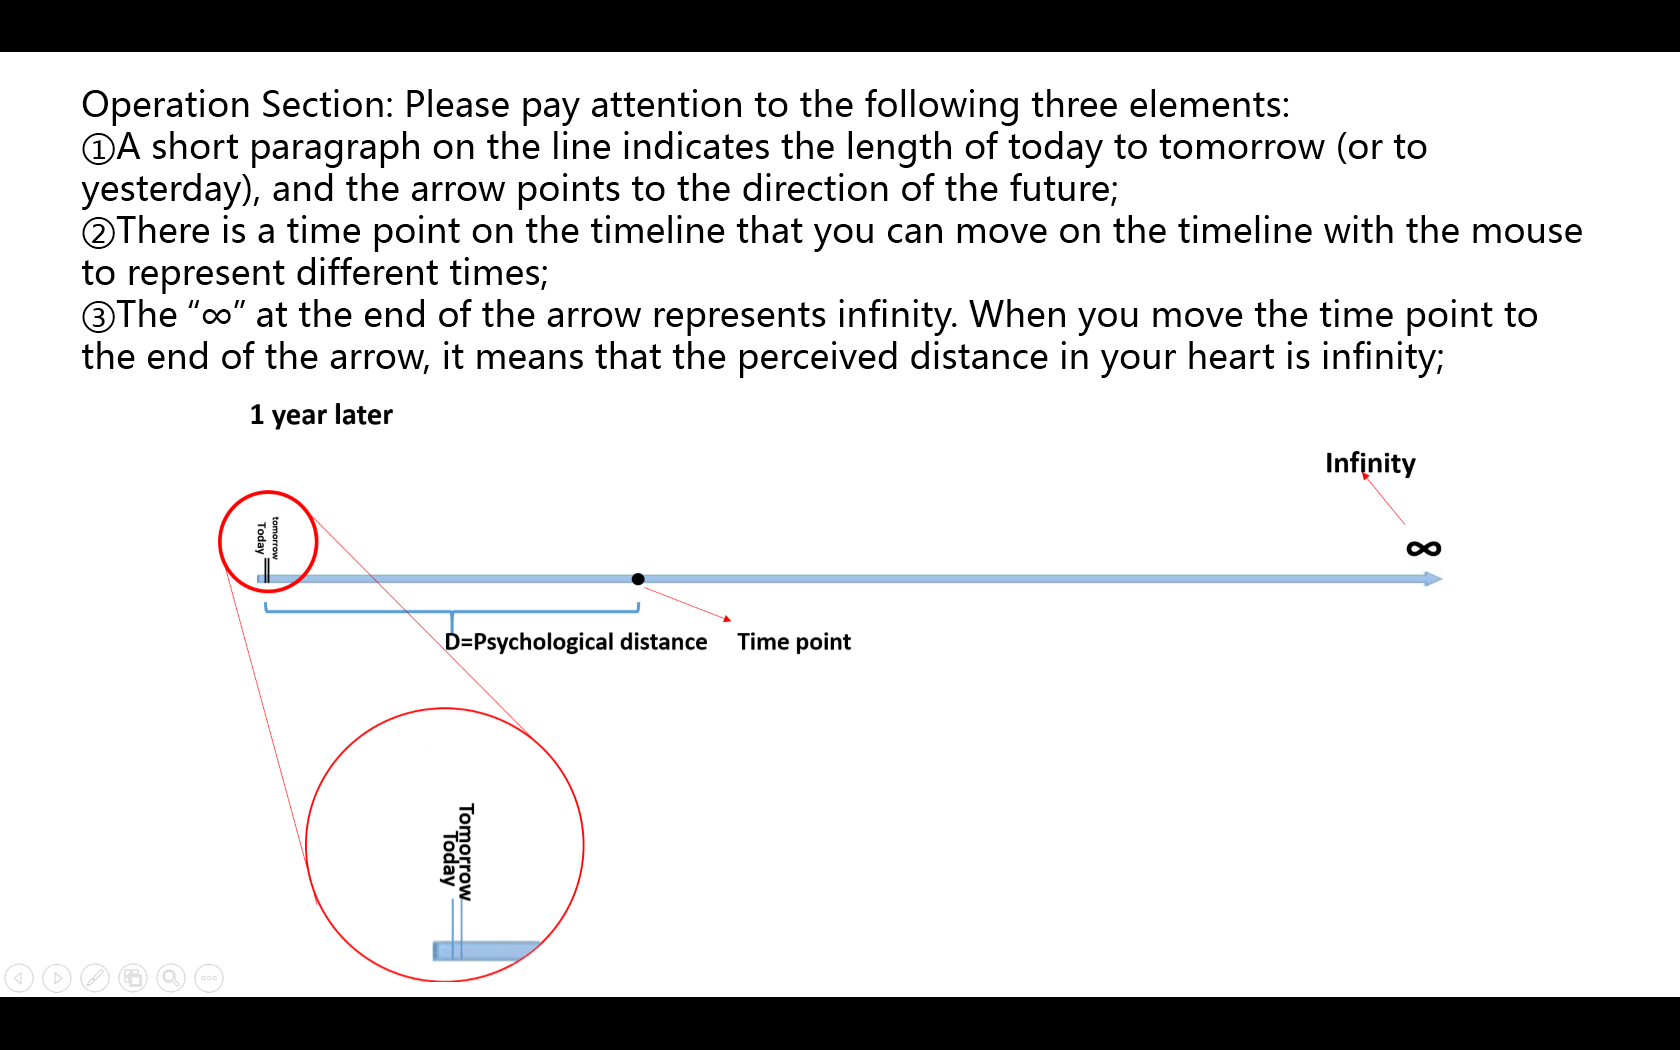 Operation Section: Please pay attention to the following three elements:
①A short paragraph on the line indicates the length of today to tomorrow (or to
yesterday), and the arrow points to the direction of the future;
②There is a time point on the timeline that you can move on the timeline with the mouse
to represent different times;
③The “∞” at the end of the arrow represents infinity. When you move the time point to
the end of the arrow, it means that the perceived distance in your heart is infinity;
1 year later
Infinity
tomorrow
Today
∞
D=Psychological distance
Time point
Tomorrow
Today